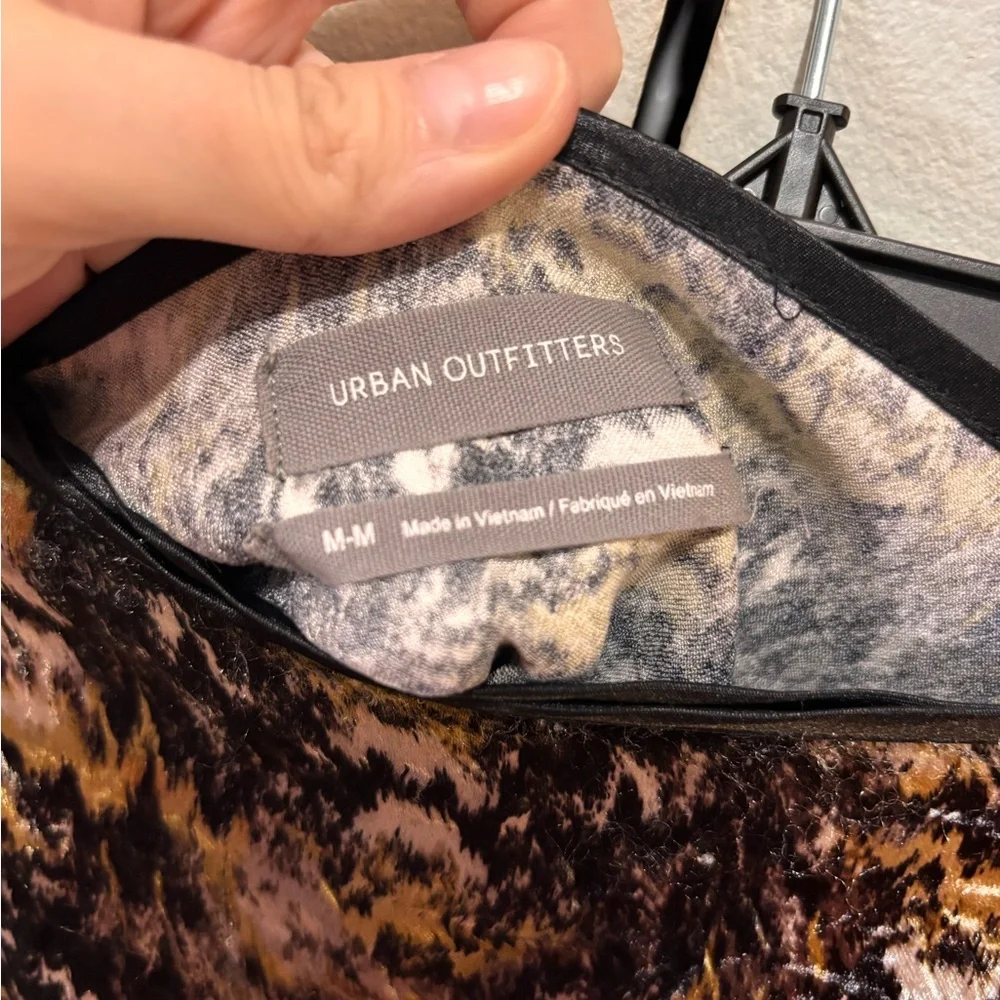 URBAN OUTFITTERS
M-M Made in Vietnam / Fabriqué en Vietnam